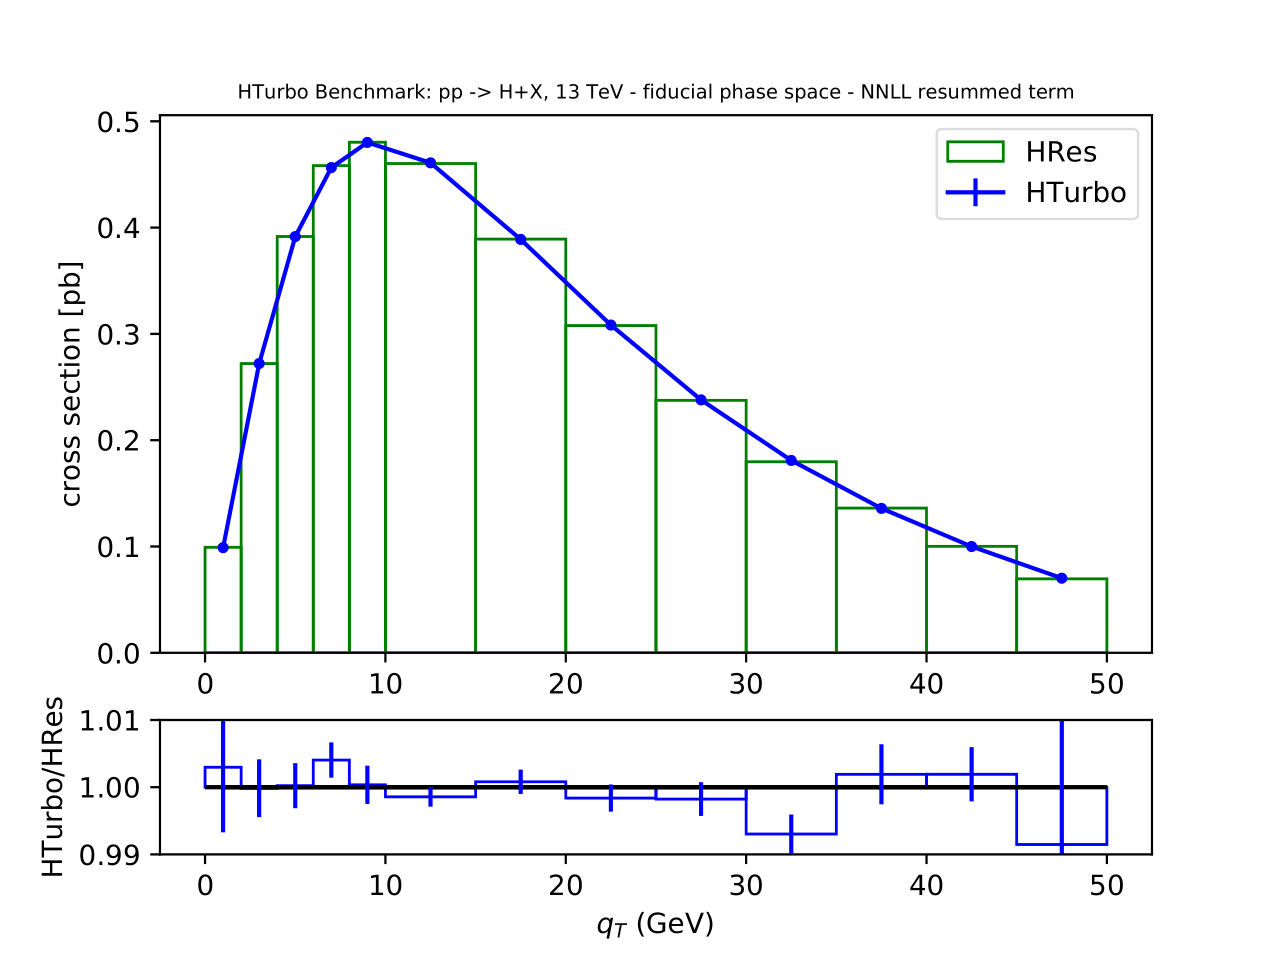 HTurbo Benchmark: pp -> H+X, 13 TeV - fiducial phase space - NNLL resummed term
0.5
0.4
0.3
0.2
0.1
0.0
cross section [pb]
HRes
HTurbo
0 10 20 30 40 50
1.01
1.00
0.99
HTurbo/HRes
0 10 20 30 40 50
qT (GeV)